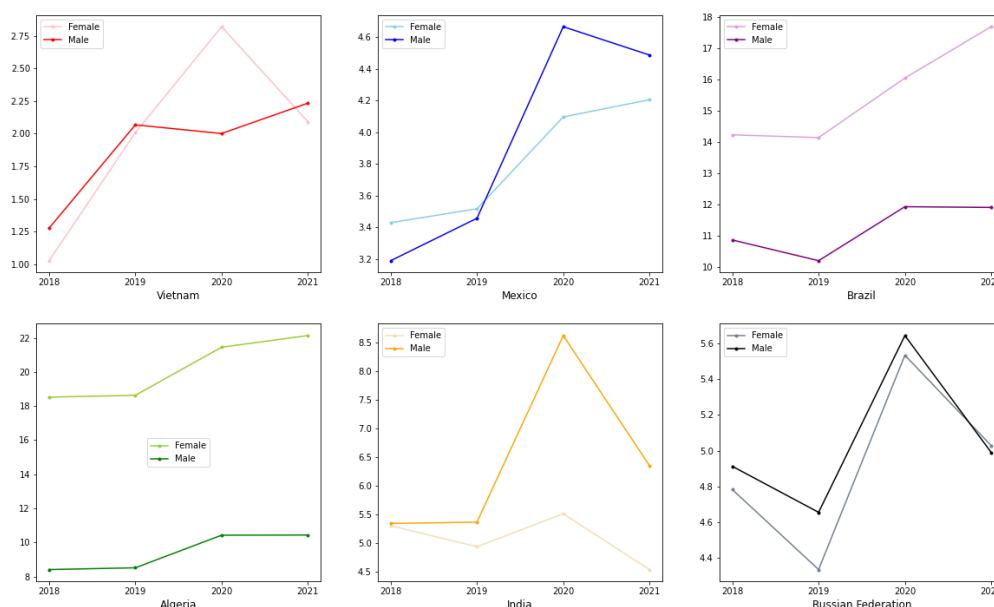 Female
Male
2.75
2.50
2.25
2.00
1.75
1.50
1.25
1.00
2018 2019 2020 2021
Vietnam
Female
Male
4.6
4.4
4.2
4.0
3.8
3.6
3.4
3.2
2018 2019 2020 2021
Mexico
Female
Male
18
17
16
15
14
13
12
11
10
2018 2019 2020
Brazil
22
20
18
16
14
12
10
8
Female
Male
2018 2019 2020 2021
Algeria
Female
Male
8.5
8.0
7.5
7.0
6.5
6.0
5.5
5.0
4.5
2018 2019 2020 2021
India
Female
Male
5.6
5.4
5.2
5.0
4.8
4.6
4.4
2018 2019 2020
Russian Federation